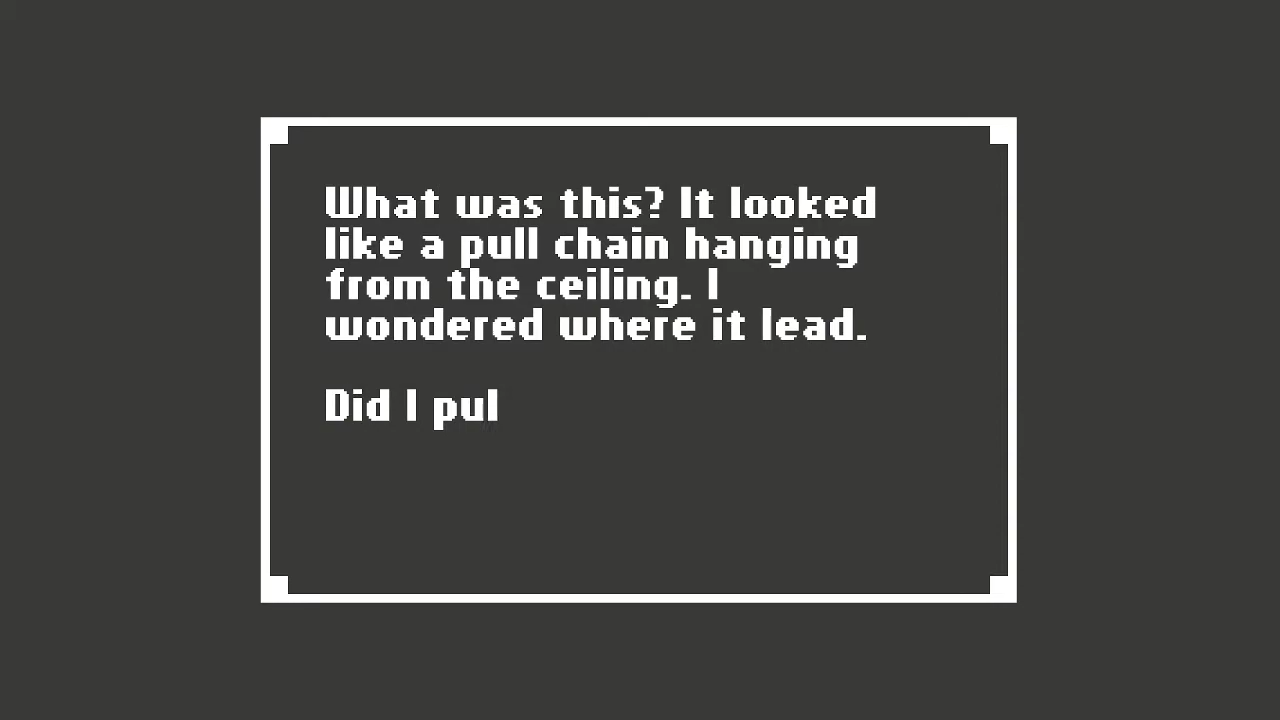 What was this? It looked
like a pull chain hanging
from the ceiling. I
wondered where it lead.
Did I pul